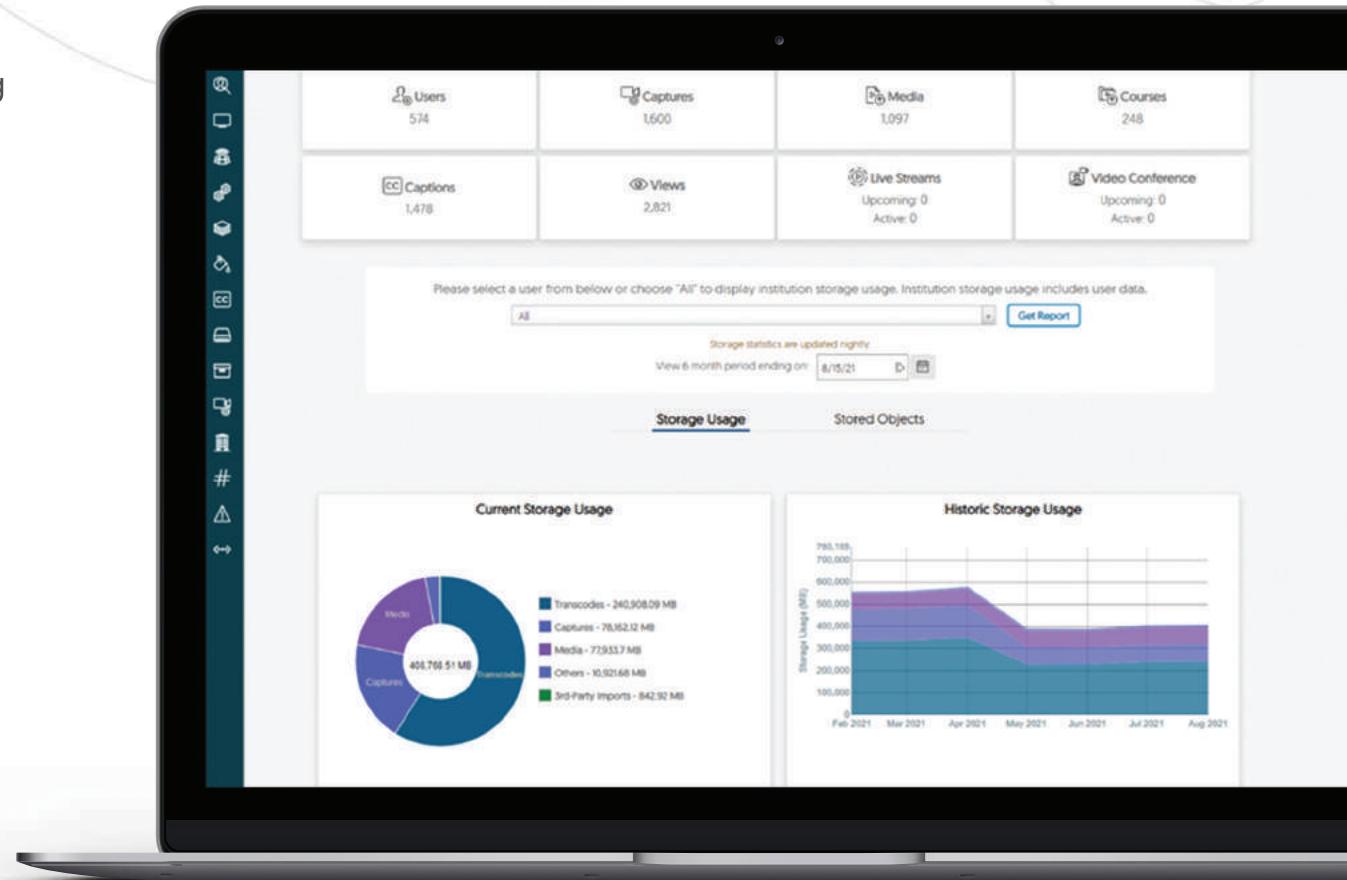 g
Users
574
Captures
1,600
Media
1,097
Courses
248
CC Captions
1,478
Views
2,821
Live Streams
Upcoming: 0
Active: 0
Video Conference
Upcoming: 0
Active: 0
Please select a user from below or choose "All" to display institution storage usage. Institution storage usage includes user data.
All
Get Report
Storage statistics are updated nightly
View 6 month period ending on: 8/15/21
CC
Storage Usage Stored Objects
#
Current Storage Usage
Media
Captures
Transcodes
408,768.51 MB
Transcodes - 240,908.09 MB
Captures - 78,162.12 MB
Media - 77,933.7 MB
Others - 10,921.68 MB
3rd-Party Imports - 842.92 MB
Historic Storage Usage
Storage Usage (MB)
700,000
600,000
500,000
400,000
300,000
200,000
100,000
0
Feb 2021 Mar 2021 Apr 2021 May 2021 Jun 2021 Jul 2021 Aug 2021